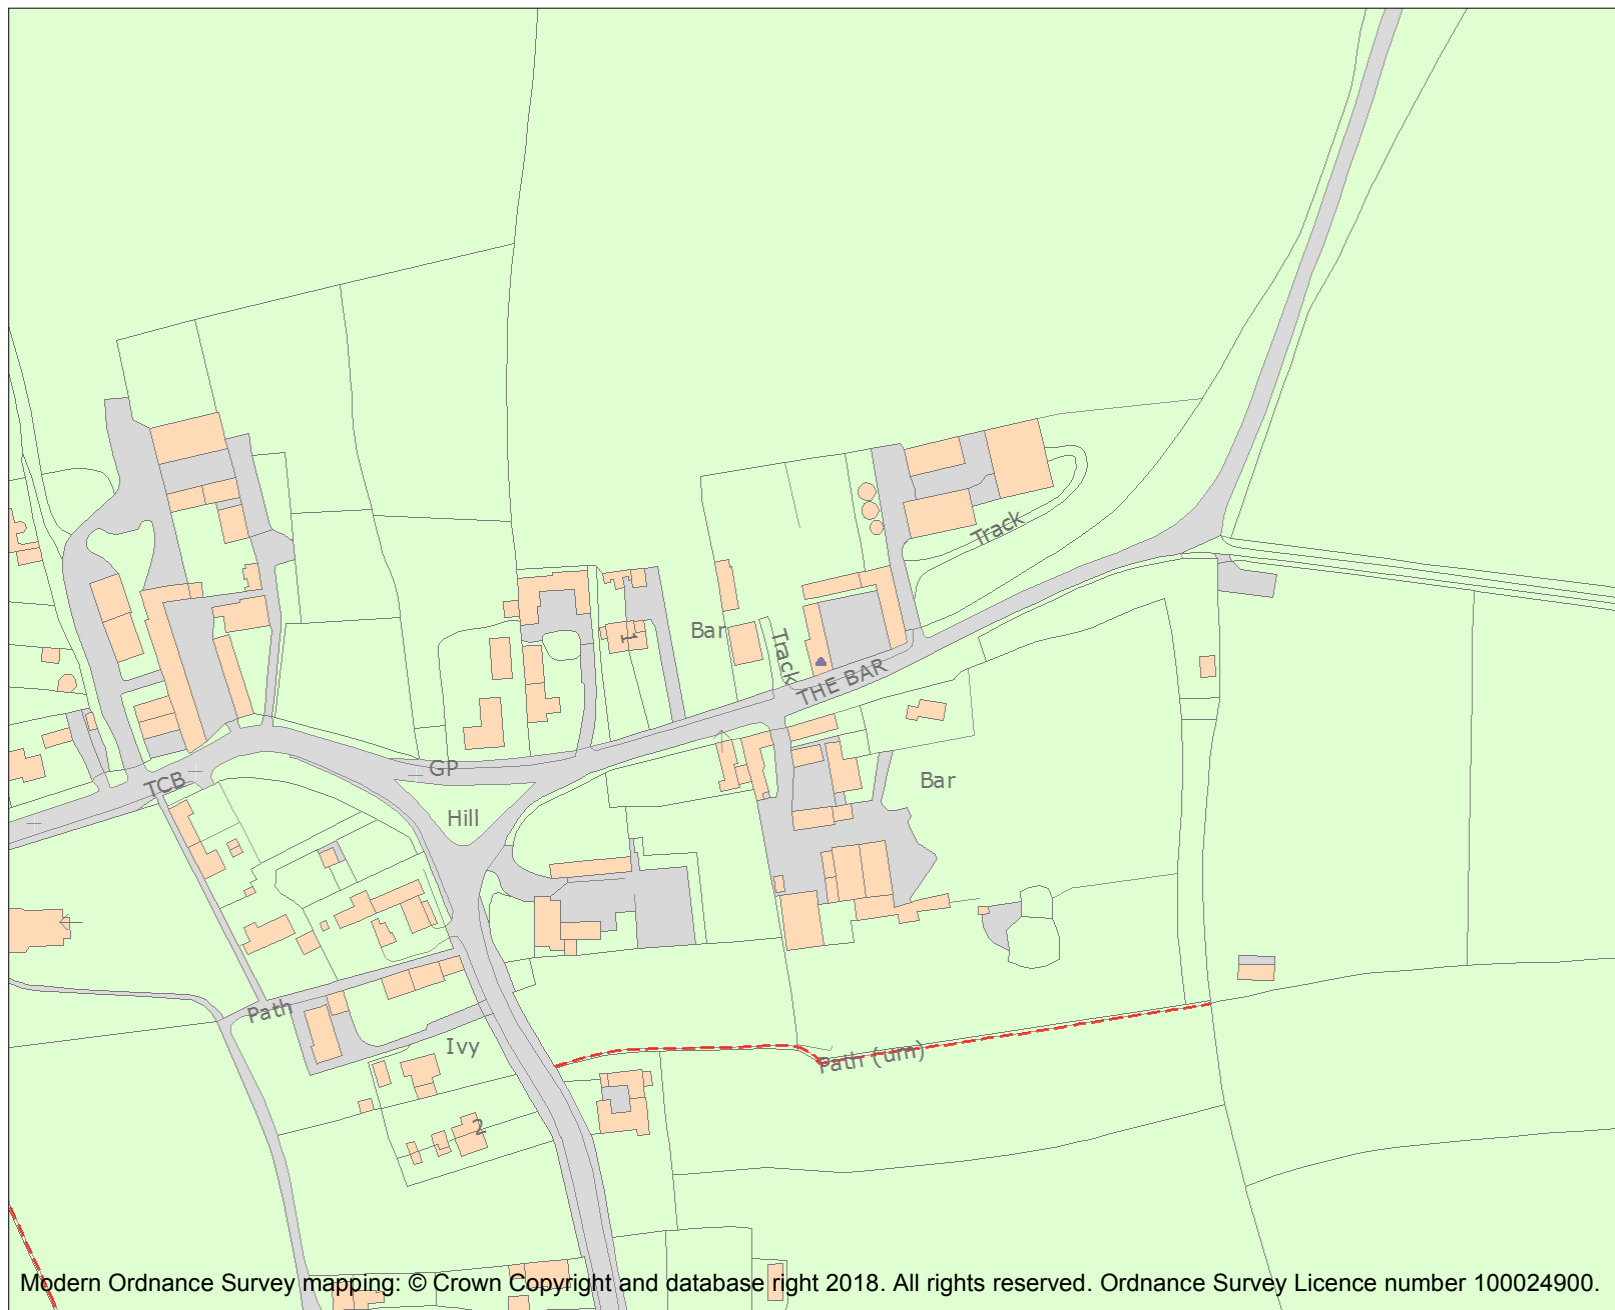 Track
1
Bar
Track
THE BAR
GP
TCB
Bar
Hill
Path
Ivy
Path (um)
2
Modern Ordnance Survey mapping: © Crown Copyright and database right 2018. All rights reserved. Ordnance Survey Licence number 100024900.